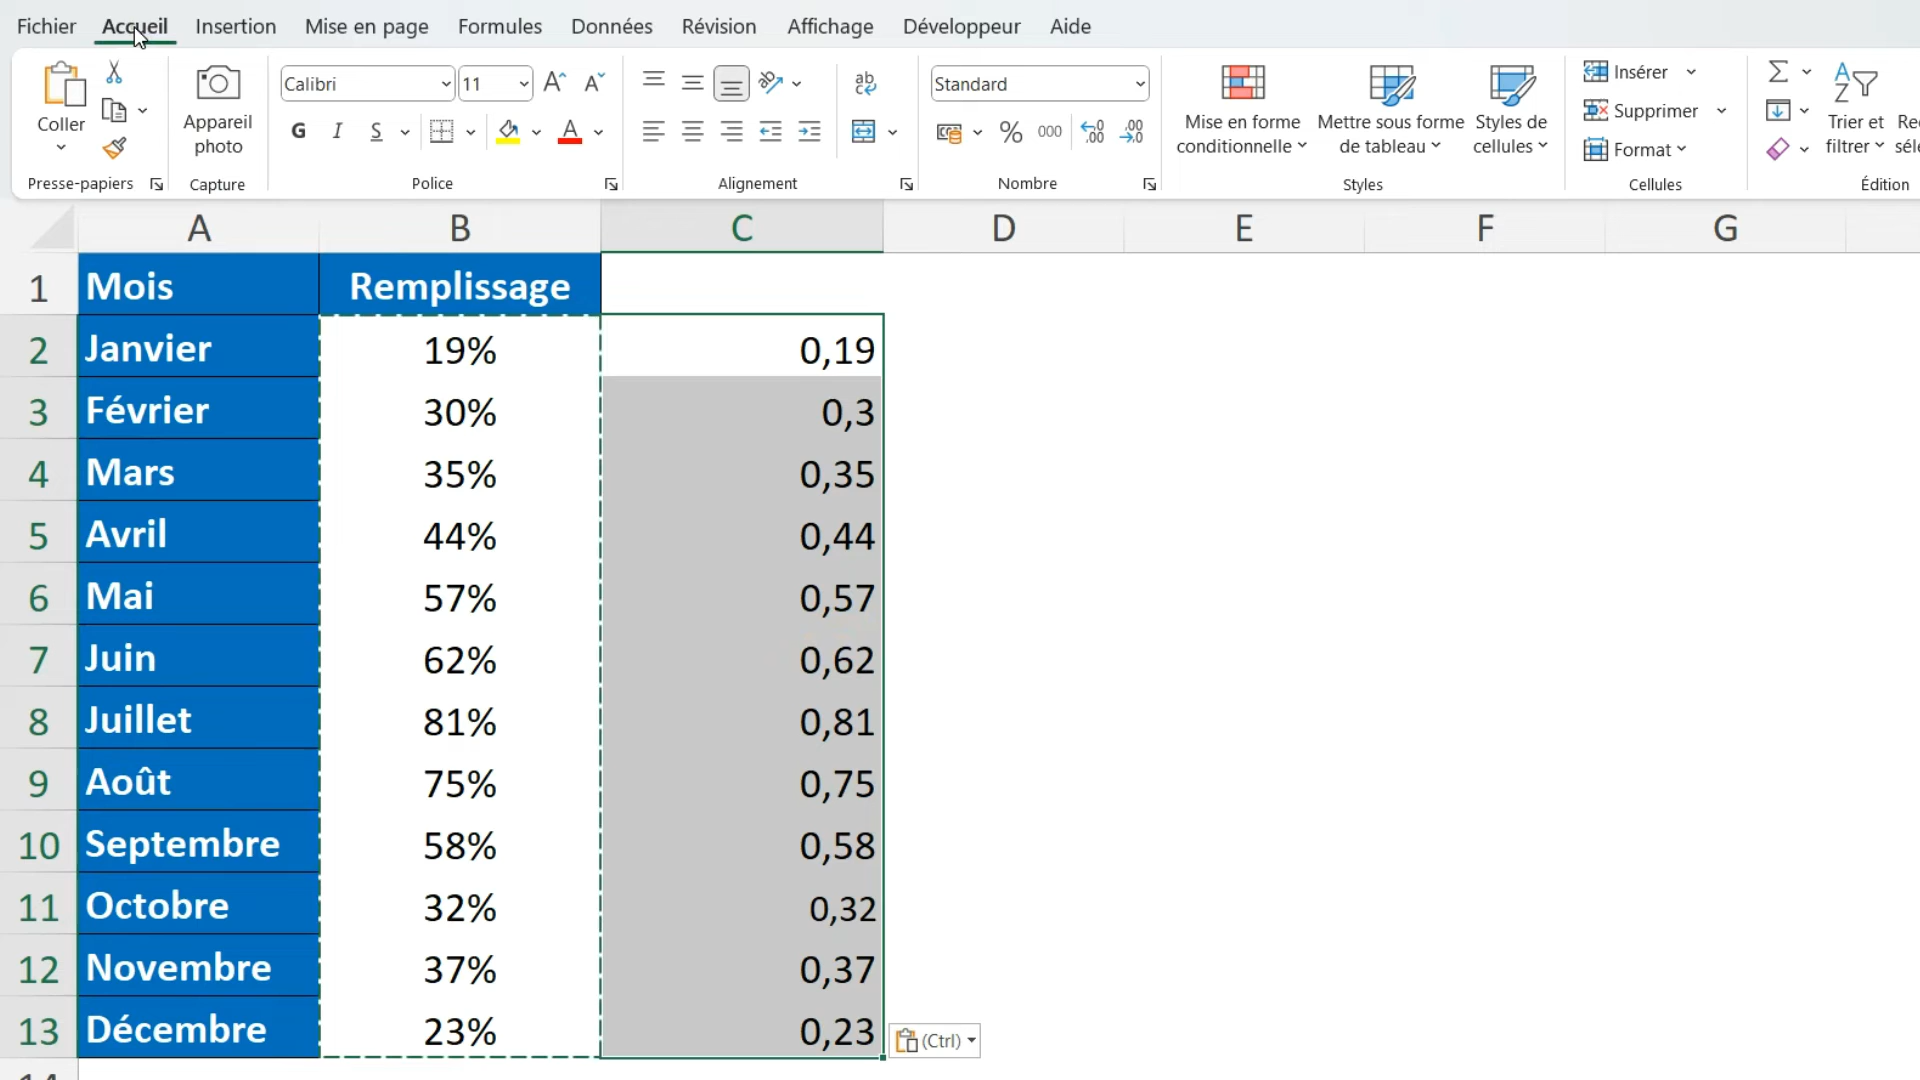 Fichier Accueil Insertion Mise en page Formules Données Révision Affichage Développeur Aide
Coller
Presse-papiers
Appareil photo
Capture
Calibri 11
G I S
Police
ab
Alignement
Standard
% 000
Nombre
Mise en forme conditionnelle
Mettre sous forme de tableau
Styles de cellules
Styles
Insérer
Supprimer
Format
Cellules
Trier et filtrer
Édition
A B C D E F G
1 Mois Remplissage
2 Janvier 19% 0,19
3 Février 30% 0,3
4 Mars 35% 0,35
5 Avril 44% 0,44
6 Mai 57% 0,57
7 Juin 62% 0,62
8 Juillet 81% 0,81
9 Août 75% 0,75
10 Septembre 58% 0,58
11 Octobre 32% 0,32
12 Novembre 37% 0,37
13 Décembre 23% 0,23
(Ctrl)